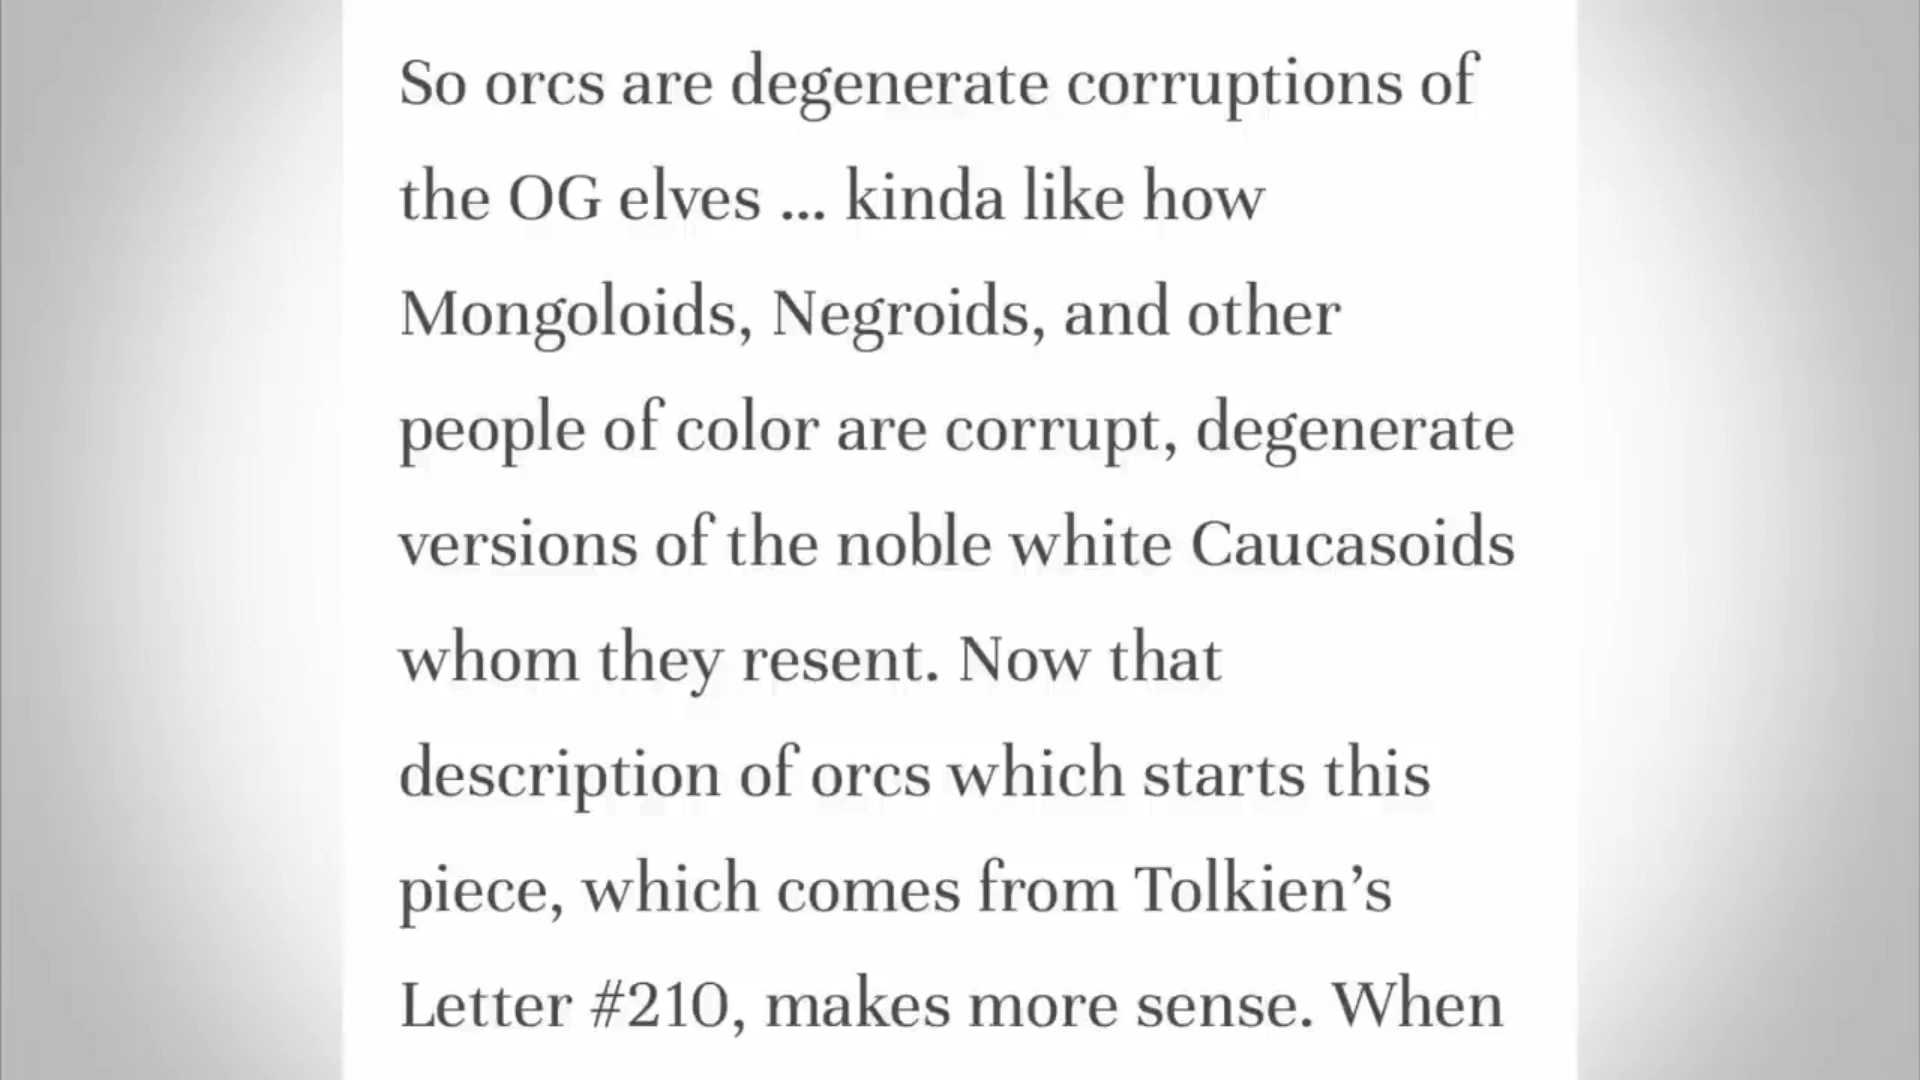 So orcs are degenerate corruptions of
the OG elves ... kinda like how
Mongoloids, Negroids, and other
people of color are corrupt, degenerate
versions of the noble white Caucasoids
whom they resent. Now that
description of orcs which starts this
piece, which comes from Tolkien’s
Letter #210, makes more sense. When